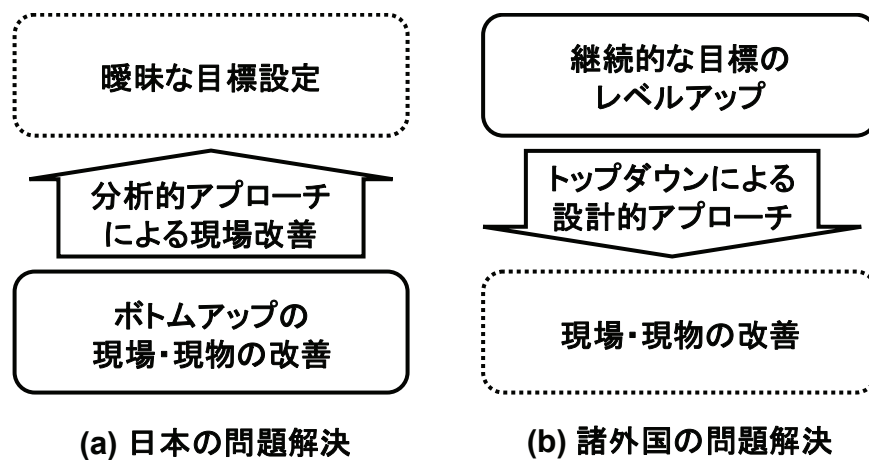 曖昧な目標設定
分析的アプローチ
による現場改善
ボトムアップの
現場・現物の改善
(a) 日本の問題解決
継続的な目標の
レベルアップ
トップダウンによる
設計的アプローチ
現場・現物の改善
(b) 諸外国の問題解決